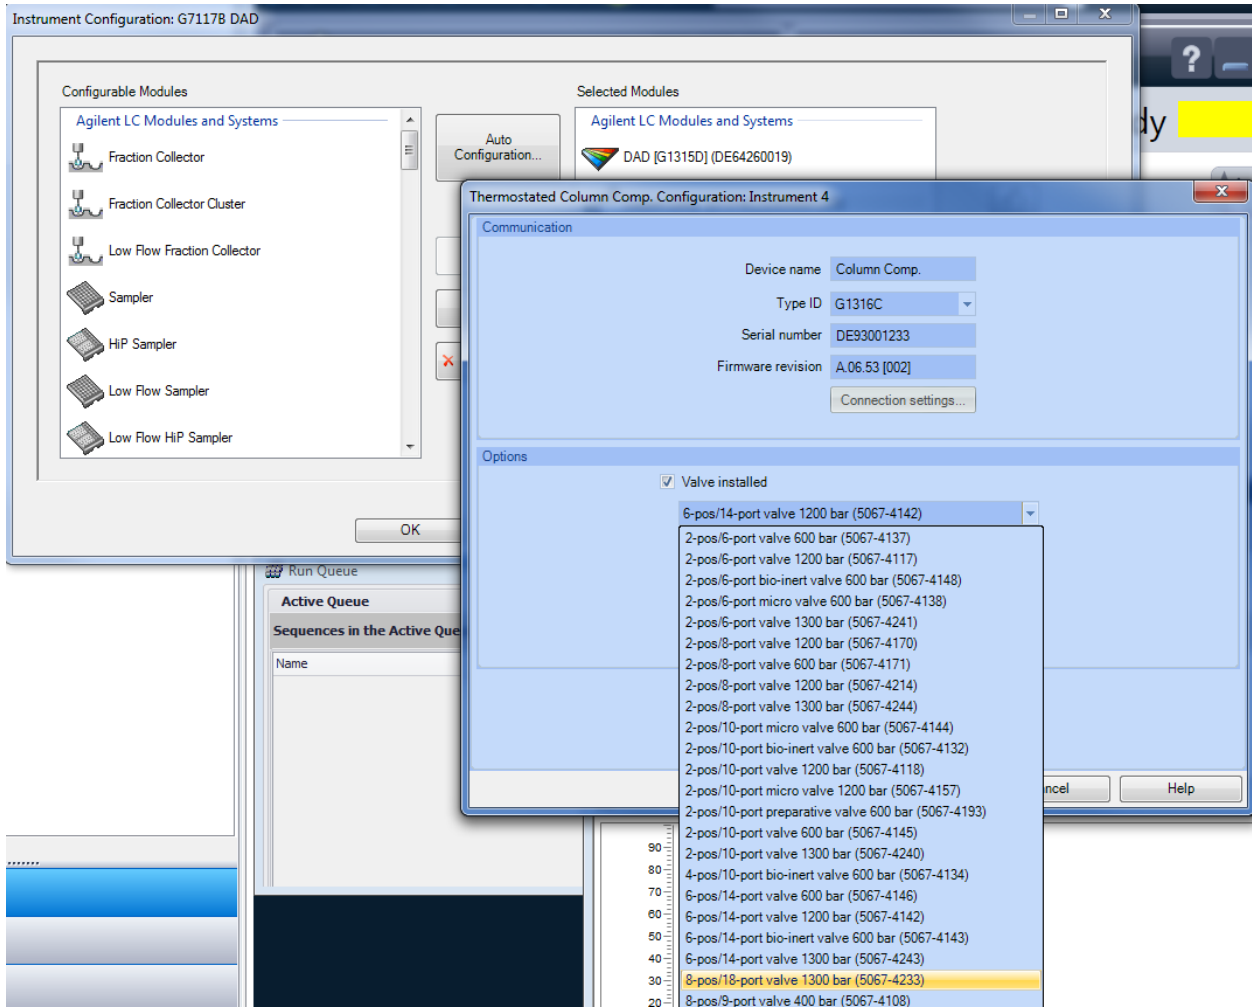 Instrument Configuration: G7117B DAD
Configurable Modules
Agilent LC Modules and Systems
Fraction Collector
Fraction Collector Cluster
Low Flow Fraction Collector
Sampler
HiP Sampler
Low Flow Sampler
Low Flow HiP Sampler
Auto
Configuration...
Selected Modules
Agilent LC Modules and Systems
DAD [G1315D] (DE64260019)
OK
dy
Thermostated Column Comp. Configuration: Instrument 4
Communication
Device name Column Comp.
Type ID G1316C
Serial number DE93001233
Firmware revision A.06.53 [002]
Connection settings...
Options
Valve installed
6-pos/14-port valve 1200 bar (5067-4142)
2-pos/6-port valve 600 bar (5067-4137)
2-pos/6-port valve 1200 bar (5067-4117)
2-pos/6-port bio-inert valve 600 bar (5067-4148)
2-pos/6-port micro valve 600 bar (5067-4138)
2-pos/6-port valve 1300 bar (5067-4241)
2-pos/8-port valve 1200 bar (5067-4170)
2-pos/8-port valve 600 bar (5067-4171)
2-pos/8-port valve 1200 bar (5067-4214)
2-pos/8-port valve 1300 bar (5067-4244)
2-pos/10-port micro valve 600 bar (5067-4144)
2-pos/10-port bio-inert valve 600 bar (5067-4132)
2-pos/10-port valve 1200 bar (5067-4118)
2-pos/10-port micro valve 1200 bar (5067-4157)
2-pos/10-port preparative valve 600 bar (5067-4193)
2-pos/10-port valve 600 bar (5067-4145)
2-pos/10-port valve 1300 bar (5067-4240)
4-pos/10-port bio-inert valve 600 bar (5067-4134)
6-pos/14-port valve 600 bar (5067-4146)
6-pos/14-port valve 1200 bar (5067-4142)
6-pos/14-port bio-inert valve 600 bar (5067-4143)
6-pos/14-port valve 1300 bar (5067-4243)
8-pos/18-port valve 1300 bar (5067-4233)
8-pos/9-port valve 400 bar (5067-4108)
ncel
Help
Run Queue
Active Queue
Sequences in the Active Que
Name
90
80
70
60
50
40
30
20